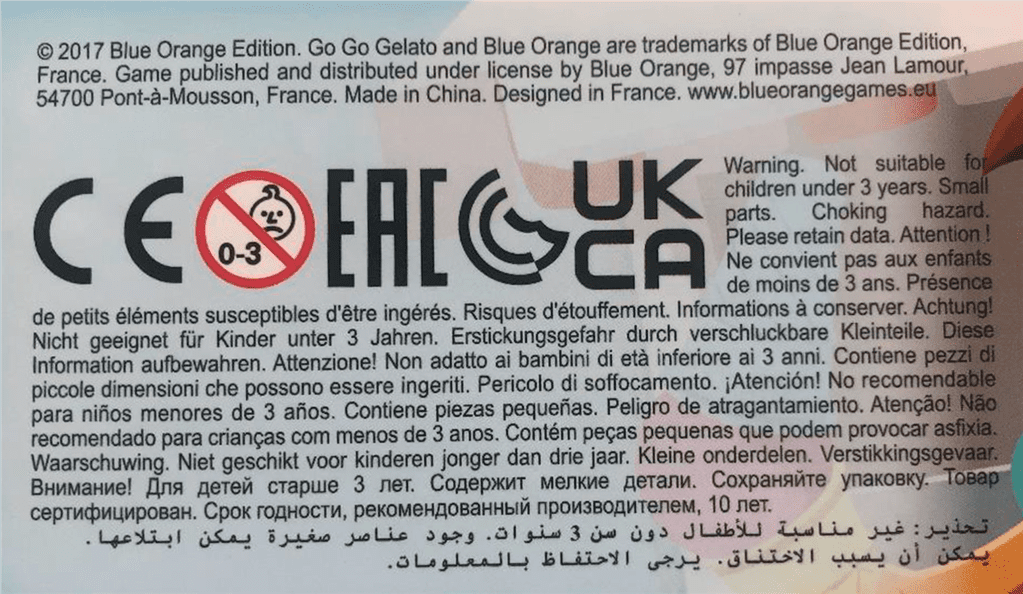 © 2017 Blue Orange Edition. Go Go Gelato and Blue Orange are trademarks of Blue Orange Edition,
France. Game published and distributed under license by Blue Orange, 97 impasse Jean Lamour,
54700 Pont-à-Mousson, France. Made in China. Designed in France. www.blueorangegames.eu
CE
0-3
EAC
UK
CA
Warning. Not suitable for
children under 3 years. Small
parts. Choking hazard.
Please retain data. Attention !
Ne convient pas aux enfants
de moins de 3 ans. Présence
de petits éléments susceptibles d'être ingérés. Risques d'étouffement. Informations à conserver. Achtung!
Nicht geeignet für Kinder unter 3 Jahren. Erstickungsgefahr durch verschluckbare Kleinteile. Diese
Information aufbewahren. Attenzione! Non adatto ai bambini di età inferiore ai 3 anni. Contiene pezzi di
piccole dimensioni che possono essere ingeriti. Pericolo di soffocamento. ¡Atención! No recomendable
para niños menores de 3 años. Contiene piezas pequeñas. Peligro de atragantamiento. Atenção! Não
recomendado para crianças com menos de 3 anos. Contém peças pequenas que podem provocar asfixia.
Waarschuwing. Niet geschikt voor kinderen jonger dan drie jaar. Kleine onderdelen. Verstikkingsgevaar.
Внимание! Для детей старше 3 лет. Содержит мелкие детали. Сохраняйте упаковку. Товар
сертифицирован. Срок годности, рекомендованный производителем, 10 лет.
تحذير: غير مناسبة للأطفال دون سن 3 سنوات. وجود عناصر صغيرة يمكن ابتلاعها.
يمكن أن يسبب الاختناق. يرجى الاحتفاظ بالمعلومات.